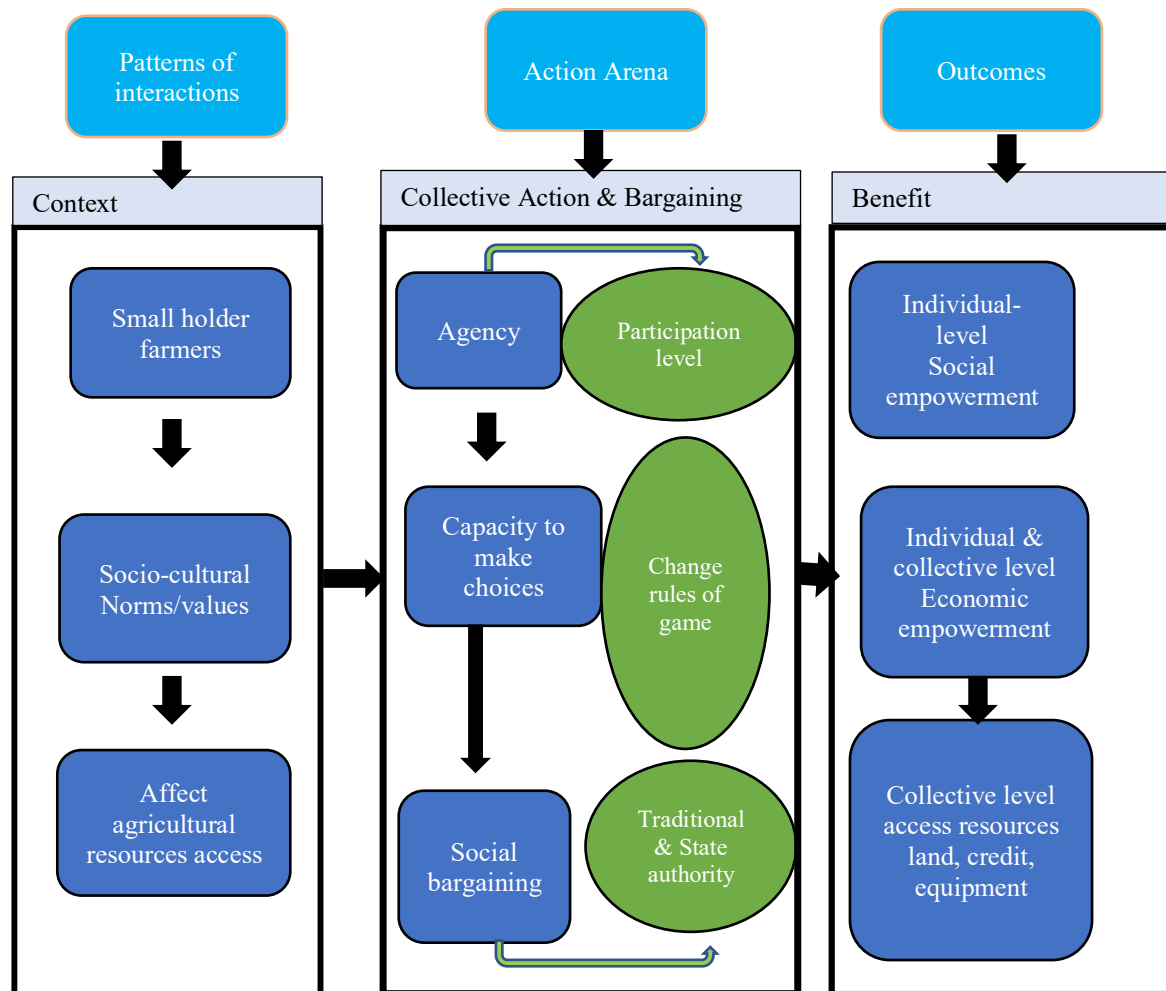 Patterns of
interactions
Action Arena
Outcomes
Context
Collective Action & Bargaining
Benefit
Small holder
farmers
Socio-cultural
Norms/values
Affect
agricultural
resources access
Agency
Participation
level
Capacity to
make
choices
Change
rules of
game
Social
bargaining
Traditional
& State
authority
Individual-
level
Social
empowerment
Individual &
collective level
Economic
empowerment
Collective level
access resources
land, credit,
equipment